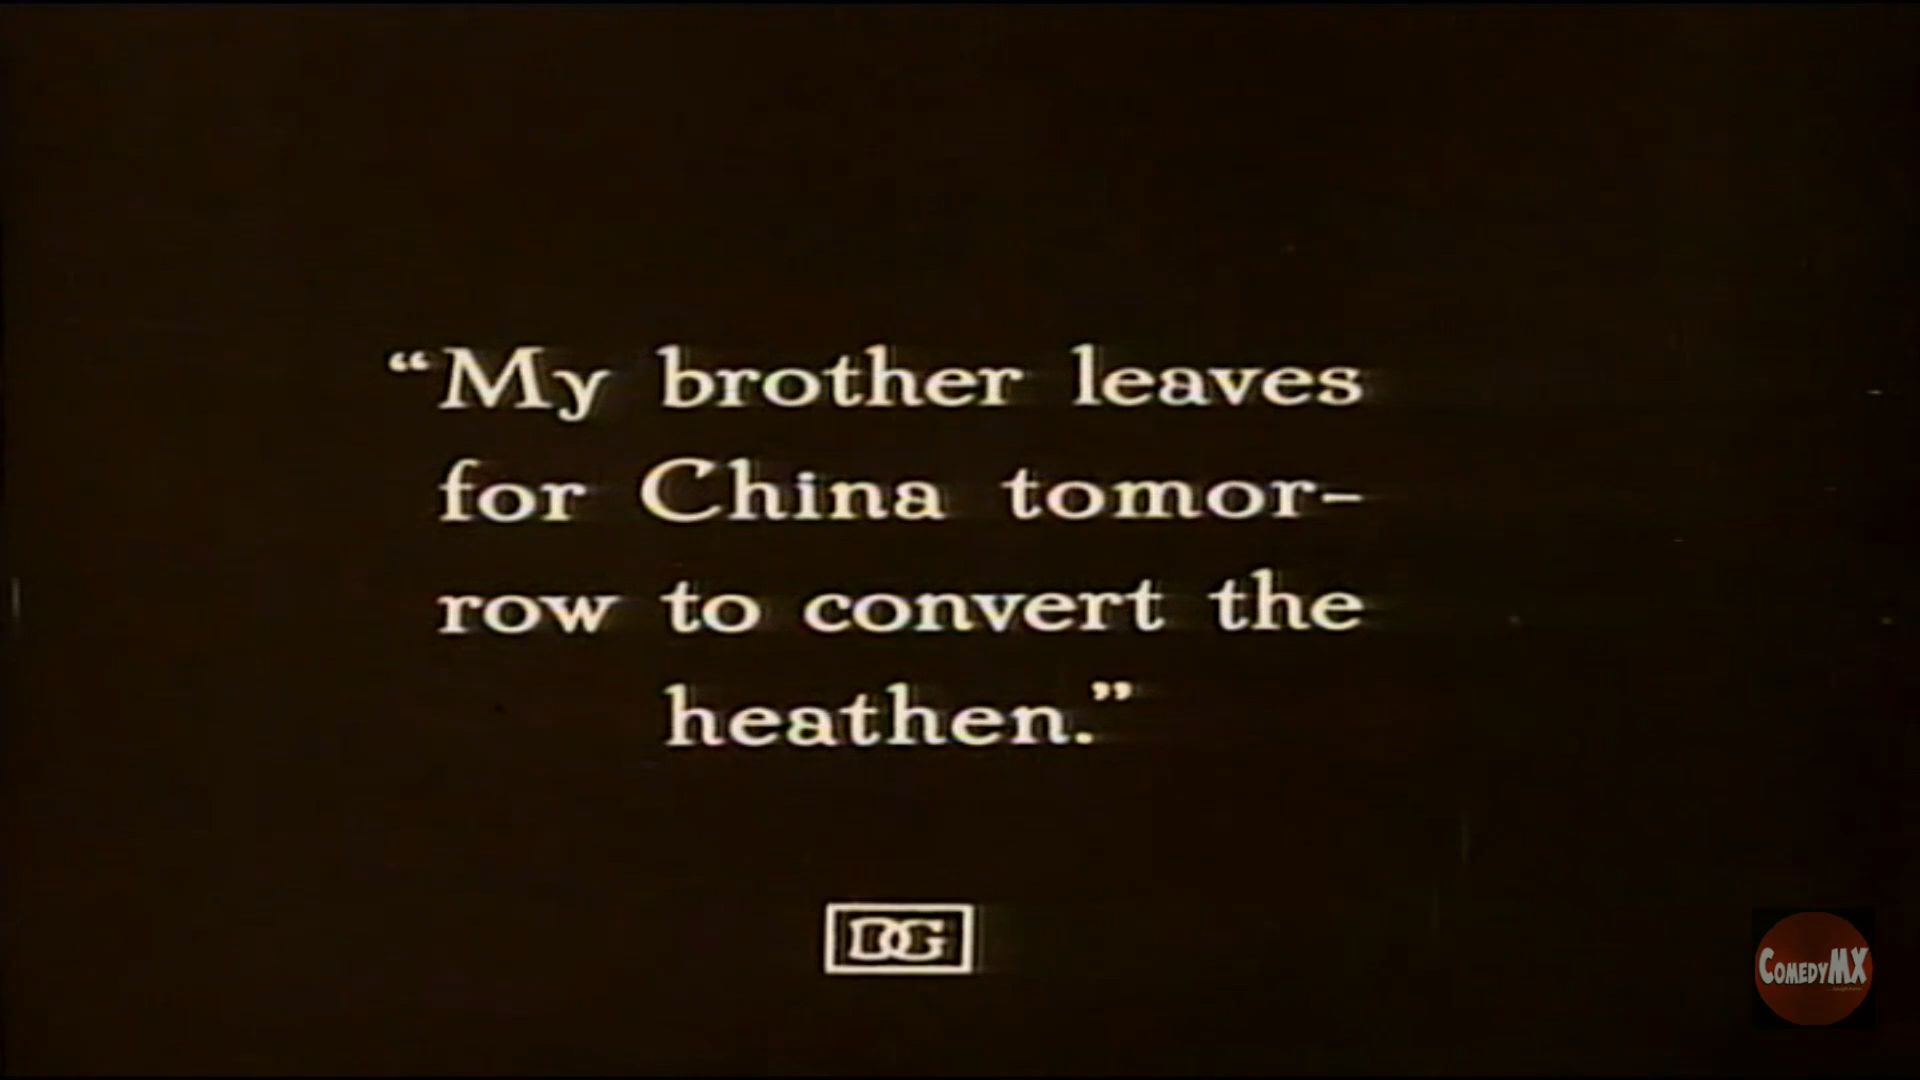 “My brother leaves
for China tomor-
row to convert the
heathen.”
DG
ComedyMX